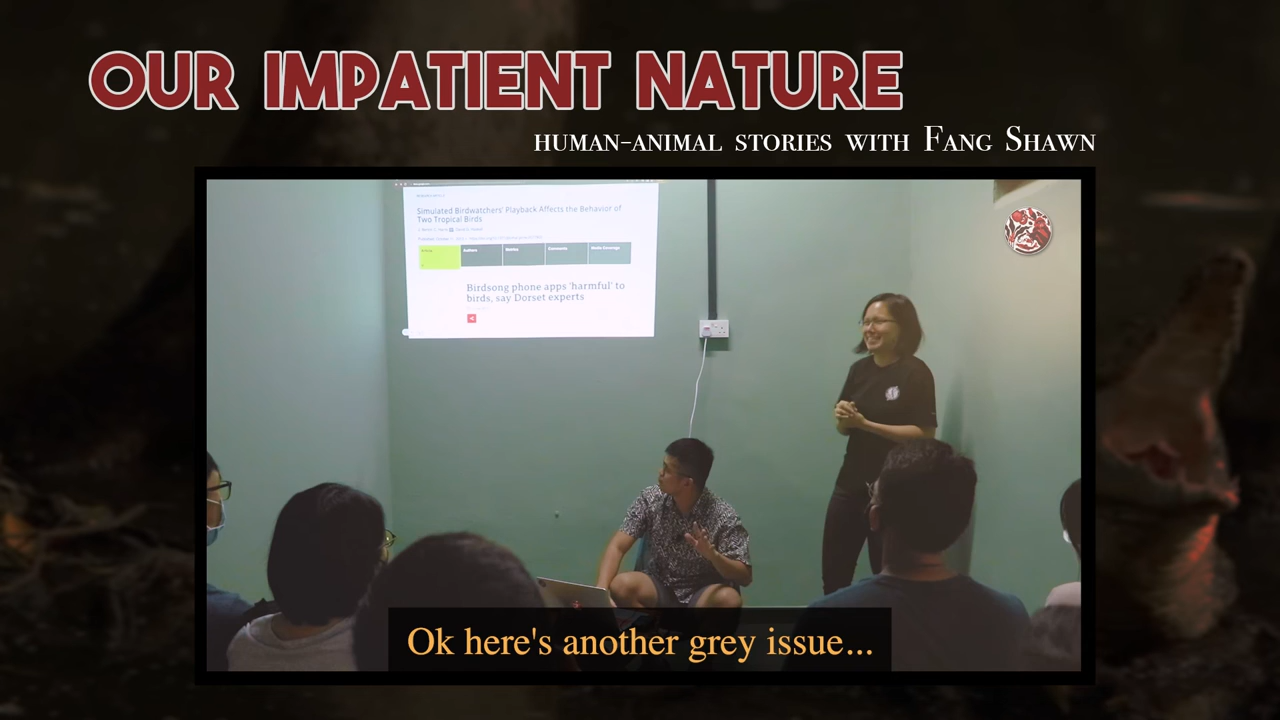 OUR IMPATIENT NATURE
human-animal stories with Fang Shawn
Simulated Birdwatchers' Playback Affects the Behavior of
Two Tropical Birds
Authors
Metrics
Comments
Media Coverage
Birdsong phone apps 'harmful' to
birds, say Dorset experts
Ok here's another grey issue...